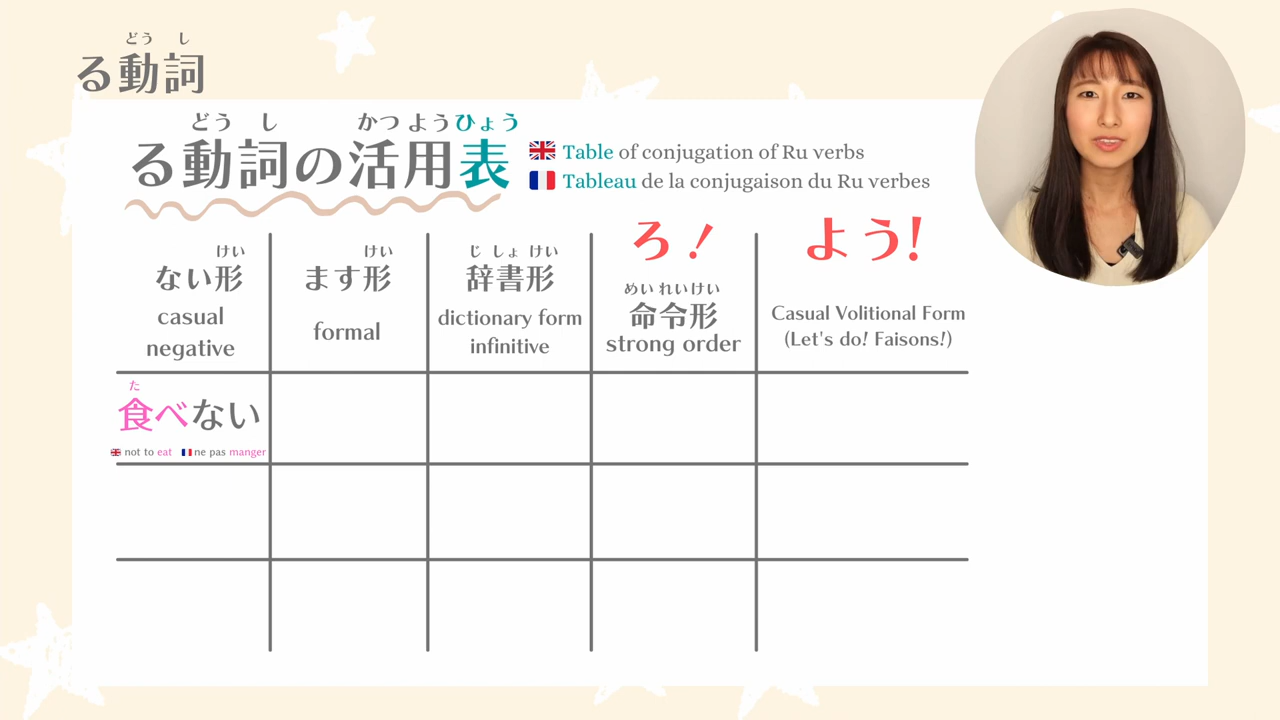 どう し
る動詞
どう し かつ よう ひょう
る動詞の活用表
Table of conjugation of Ru verbs
Tableau de la conjugaison du Ru verbes
けい
ない形
casual
negative
けい
ます形
formal
じ しょ けい
辞書形
dictionary form
infinitive
ろ！
めい れい けい
命令形
strong order
よう!
Casual Volitional Form
(Let's do! Faisons!)
た
食べない
not to eat ne pas manger